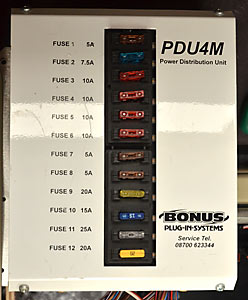 PDU4M
Power Distribution Unit
FUSE 1 5A
FUSE 2 7.5A
FUSE 3 10A
FUSE 4 10A
FUSE 5 10A
FUSE 6 10A
FUSE 7 5A
FUSE 8 5A
FUSE 9 20A
FUSE 10 15A
FUSE 11 25A
FUSE 12 20A
15
20
BONUS
PLUG-IN-SYSTEMS
Service Tel.
08700 623344